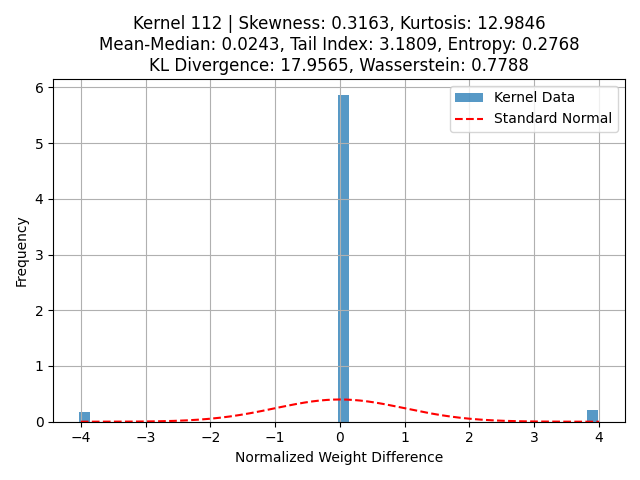 Kernel 112 | Skewness: 0.3163, Kurtosis: 12.9846
Mean-Median: 0.0243, Tail Index: 3.1809, Entropy: 0.2768
KL Divergence: 17.9565, Wasserstein: 0.7788
Kernel Data
Standard Normal
Frequency
6
5
4
3
2
1
0
−4
−3
−2
−1
0
1
2
3
4
Normalized Weight Difference